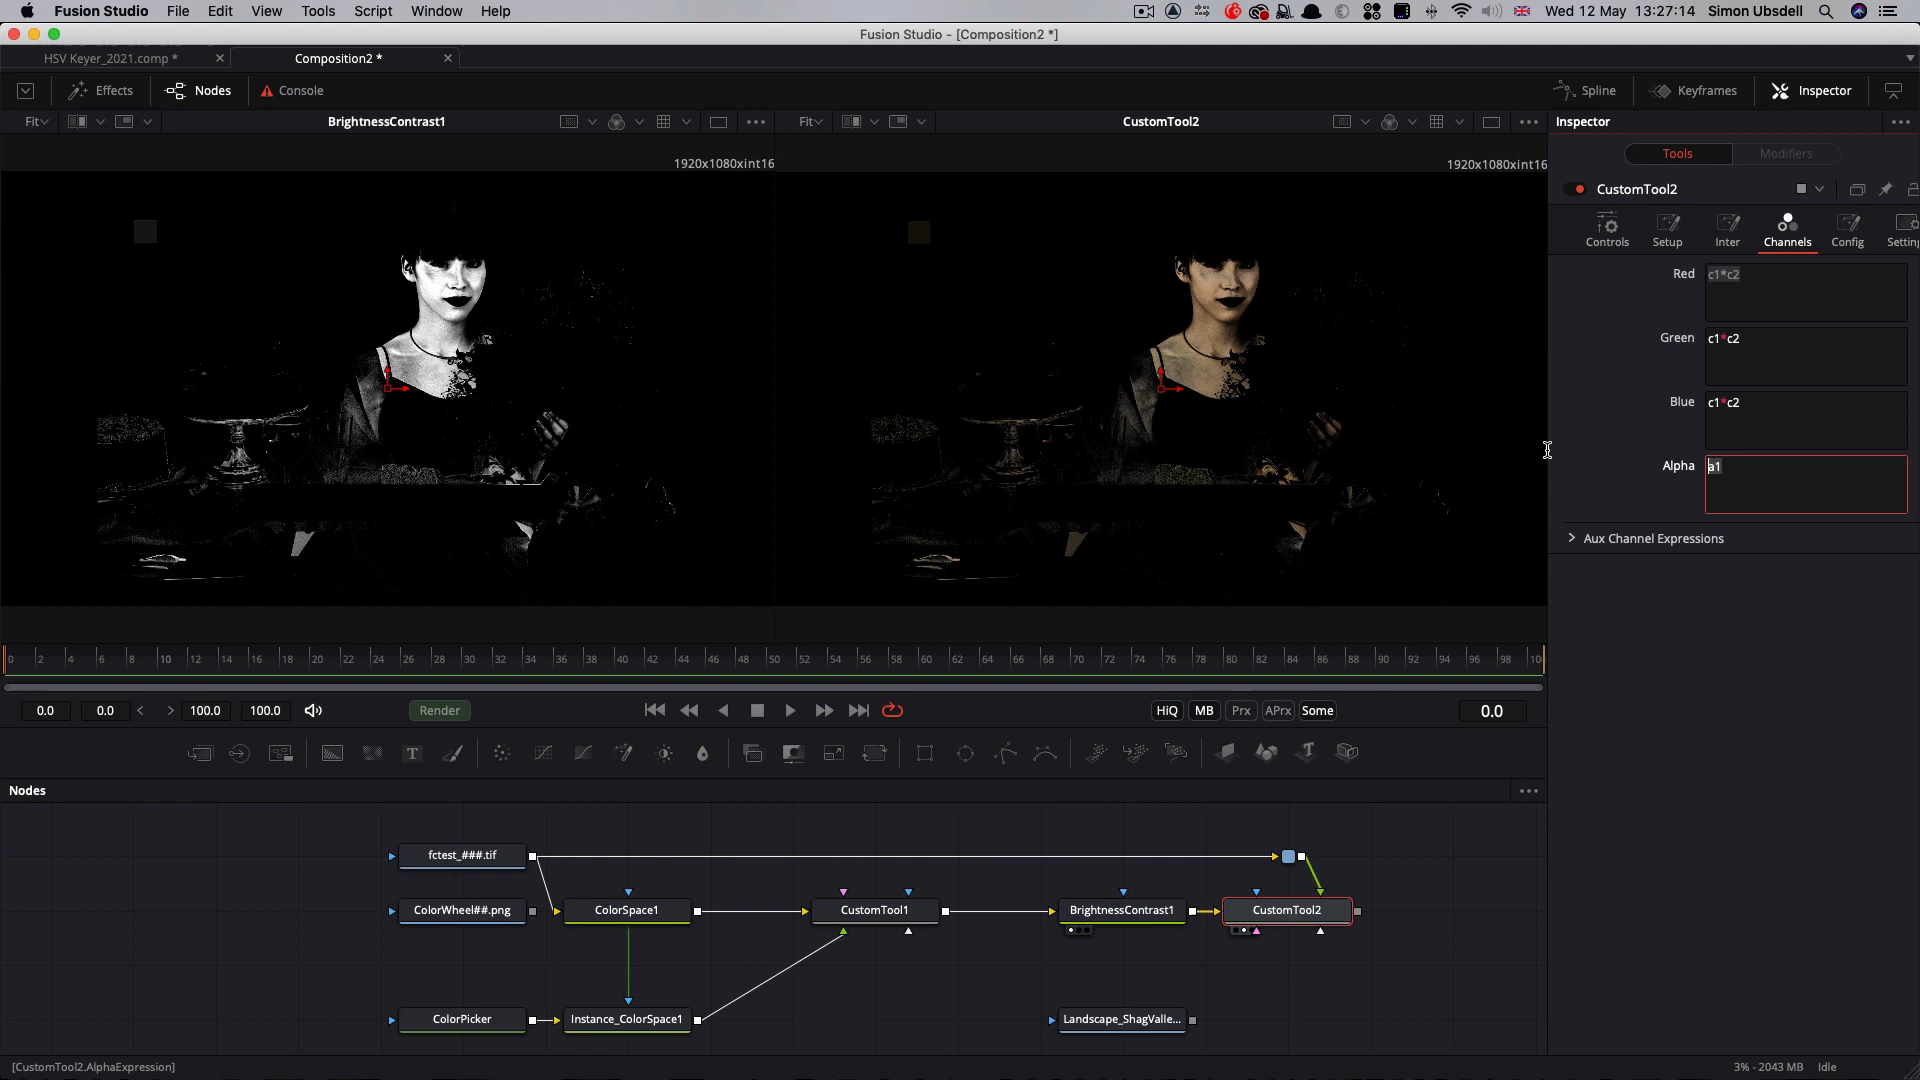 Fusion Studio File Edit View Tools Script Window Help Wed 12 May 13:27:14 Simon Ubsdell
Fusion Studio - [Composition2 *]
HSV Keyer_2021.comp * Composition2 *
Effects Nodes Console Spline Keyframes Inspector
Fit BrightnessContrast1 Fit CustomTool2 Inspector
1920x1080xint16 1920x1080xint16
Tools Modifiers
CustomTool2
Controls Setup Inter Channels Config Setting
Red c1*c2
Green c1*c2
Blue c1*c2
Alpha a1
Aux Channel Expressions
0 2 4 6 8 10 12 14 16 18 20 22 24 26 28 30 32 34 36 38 40 42 44 46 48 50 52 54 56 58 60 62 64 66 68 70 72 74 76 78 80 82 84 86 88 90 92 94 96 98 10
0.0 0.0 100.0 100.0 Render HiQ MB Prx APrx Some 0.0
Nodes
fctest_###.tif
ColorWheel##.png ColorSpace1 CustomTool1 BrightnessContrast1 CustomTool2
ColorPicker Instance_ColorSpace1 Landscape_ShagValle...
[CustomTool2.AlphaExpression] 3% - 2043 MB Idle